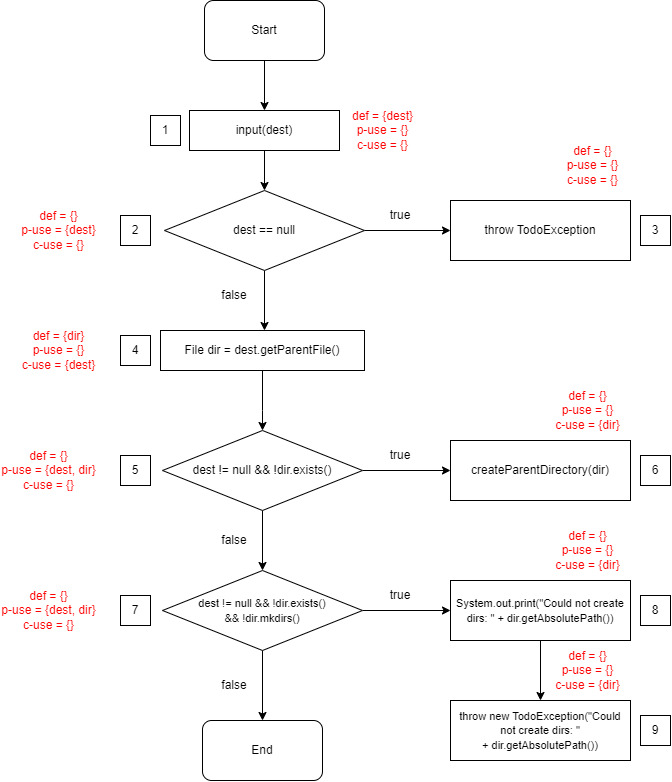 Start
1
input(dest)
def = {dest}
p-use = {}
c-use = {}
def = {}
p-use = {dest}
c-use = {}
2
dest == null
true
def = {}
p-use = {}
c-use = {}
throw TodoException
3
false
def = {dir}
p-use = {}
c-use = {dest}
4
File dir = dest.getParentFile()
def = {}
p-use = {dest, dir}
c-use = {}
5
dest != null && !dir.exists()
true
def = {}
p-use = {}
c-use = {dir}
createParentDirectory(dir)
6
false
def = {}
p-use = {dest, dir}
c-use = {}
7
dest != null && !dir.exists()
&& !dir.mkdirs()
true
def = {}
p-use = {}
c-use = {dir}
System.out.print("Could not create
dirs: " + dir.getAbsolutePath())
8
false
def = {}
p-use = {}
c-use = {dir}
throw new TodoException("Could
not create dirs: "
+ dir.getAbsolutePath())
9
End